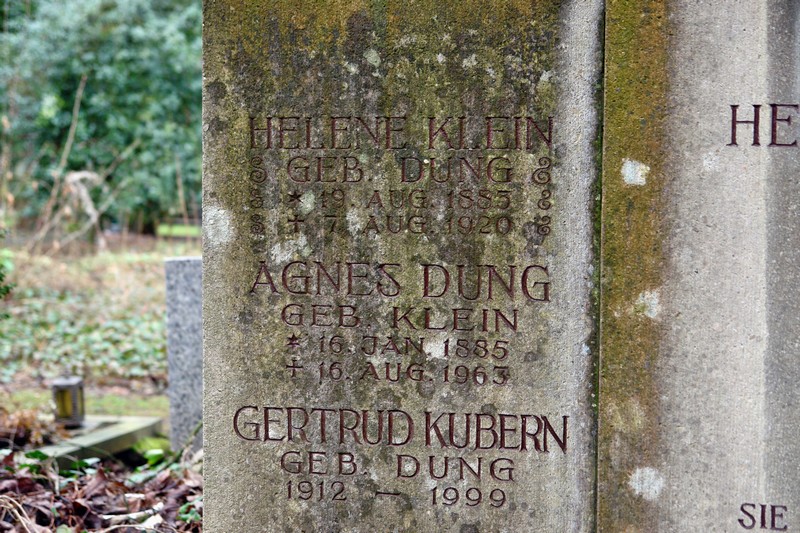 HELENE KLEIN
GEB. DUNG
* 19. AUG. 1885
† 7. AUG. 1920
AGNES DUNG
GEB. KLEIN
* 16. JAN. 1885
† 16. AUG. 1963
GERTRUD KUBERN
GEB. DUNG
1912 – 1999
HE
SIE